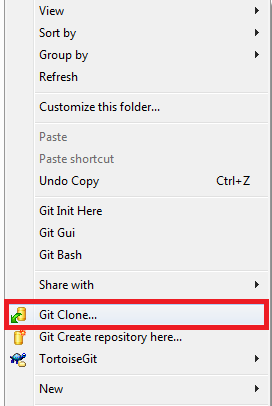 View
Sort by
Group by
Refresh
Customize this folder...
Paste
Paste shortcut
Undo Copy Ctrl+Z
Git Init Here
Git Gui
Git Bash
Share with
Git Clone...
Git Create repository here...
TortoiseGit
New